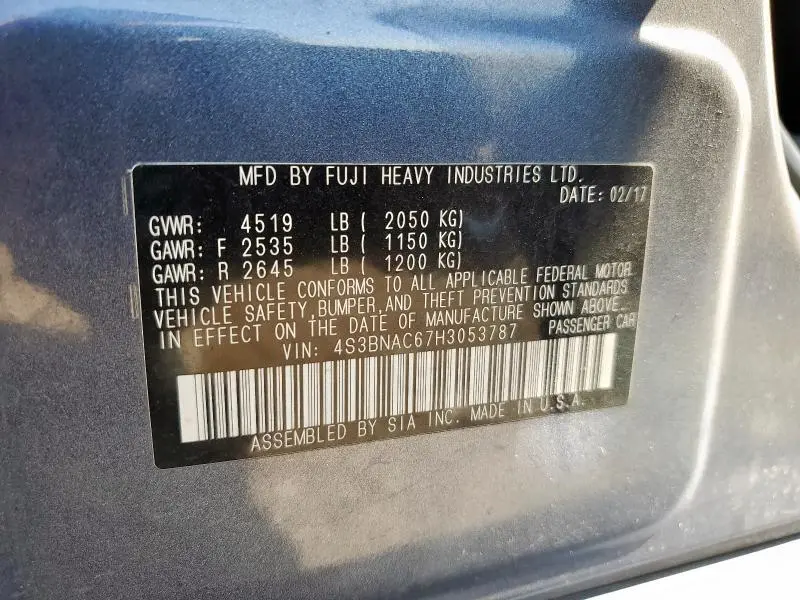 MFD BY FUJI HEAVY INDUSTRIES LTD.
DATE: 02/17
GVWR: 4519 LB ( 2050 KG)
GAWR: F 2535 LB ( 1150 KG)
GAWR: R 2645 LB ( 1200 KG)
THIS VEHICLE CONFORMS TO ALL APPLICABLE FEDERAL MOTOR
VEHICLE SAFETY,BUMPER,AND THEFT PREVENTION STANDARDS
IN EFFECT ON THE DATE OF MANUFACTURE SHOWN ABOVE.
VIN: 4S3BNAC67H3053787 PASSENGER CAR
ASSEMBLED BY SIA INC. MADE IN U.S.A.